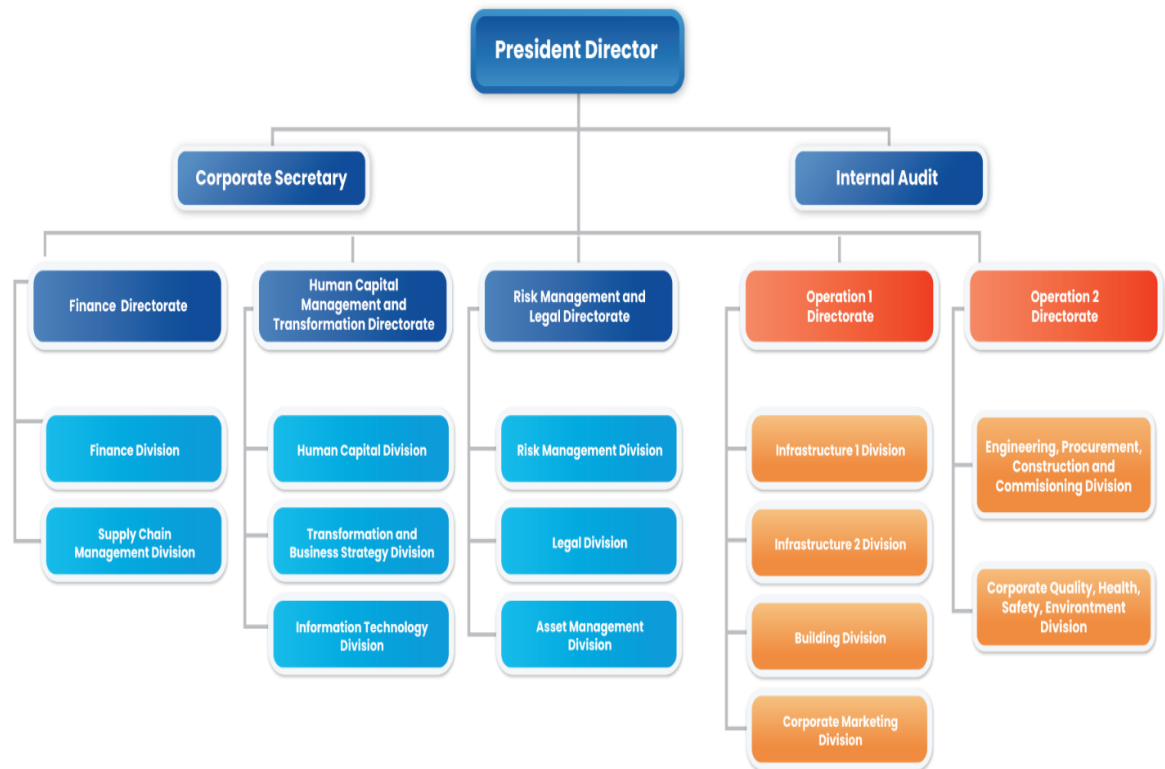 President Director
Corporate Secretary
Internal Audit
Finance Directorate
Human Capital
Management and
Transformation Directorate
Risk Management and
Legal Directorate
Operation 1
Directorate
Operation 2
Directorate
Finance Division
Supply Chain
Management Division
Human Capital Division
Transformation and
Business Strategy Division
Information Technology
Division
Risk Management Division
Legal Division
Asset Management
Division
Infrastructure 1 Division
Infrastructure 2 Division
Building Division
Corporate Marketing
Division
Engineering, Procurement,
Construction and
Commisioning Division
Corporate Quality, Health,
Safety, Environtment
Division